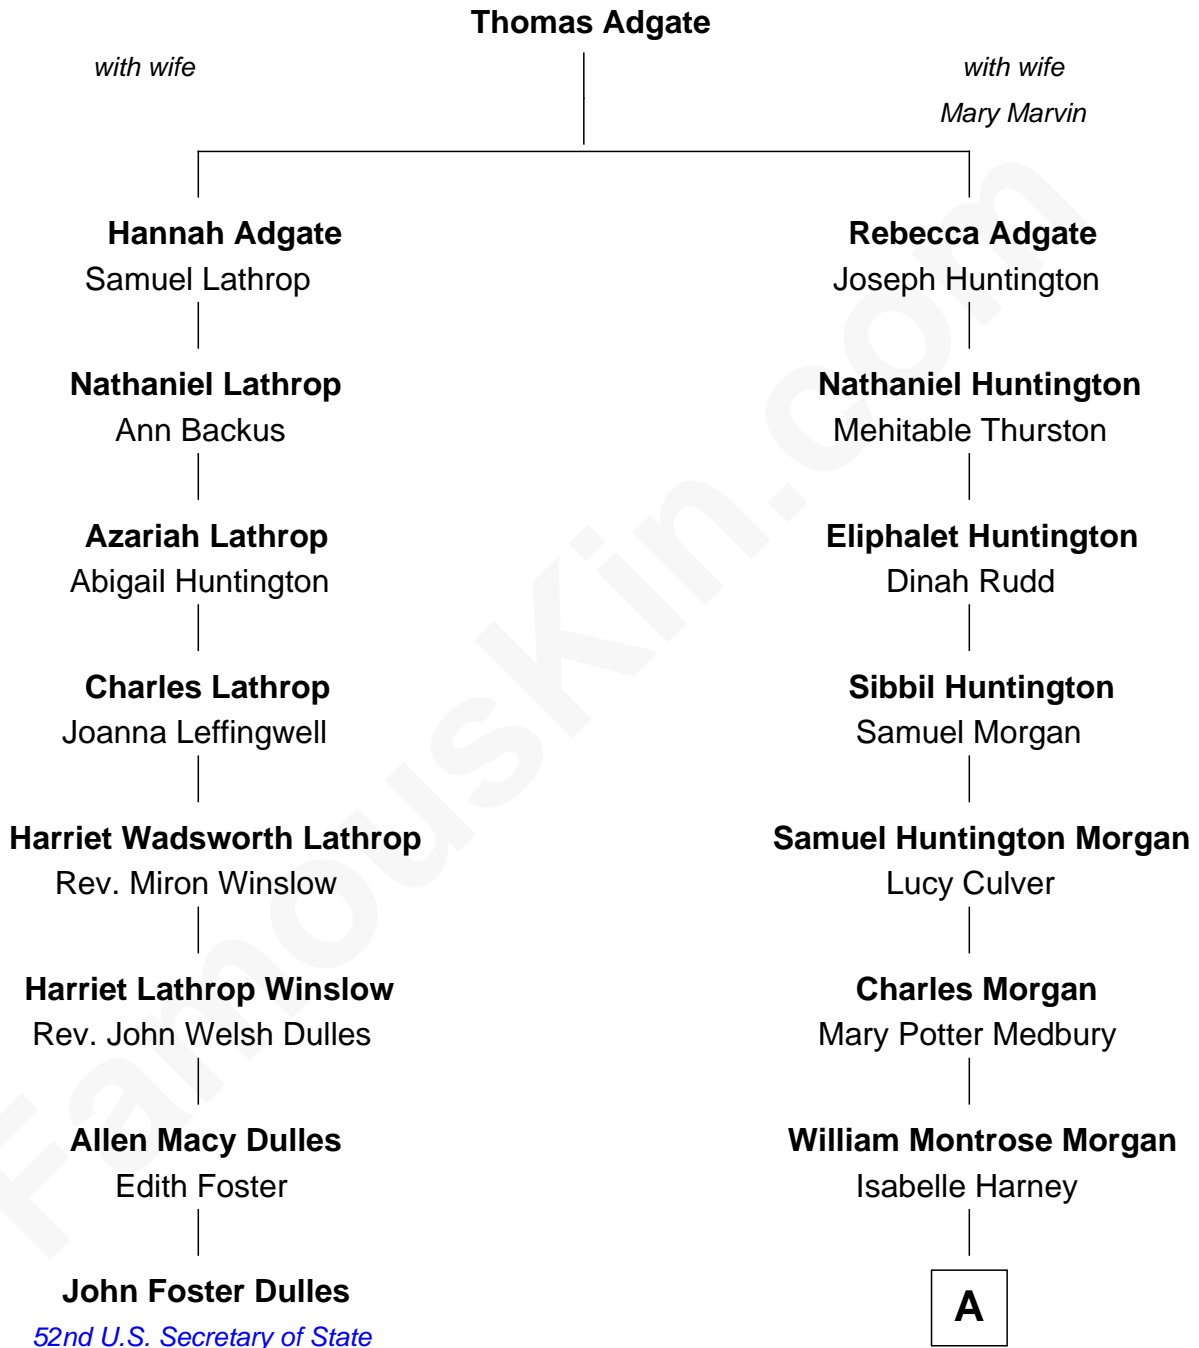 Thomas Adgate
with wife
with wife
Mary Marvin
Hannah Adgate
Samuel Lathrop
Rebecca Adgate
Joseph Huntington
Nathaniel Lathrop
Ann Backus
Nathaniel Huntington
Mehitable Thurston
Azariah Lathrop
Abigail Huntington
Eliphalet Huntington
Dinah Rudd
Charles Lathrop
Joanna Leffingwell
Sibbil Huntington
Samuel Morgan
Harriet Wadsworth Lathrop
Rev. Miron Winslow
Samuel Huntington Morgan
Lucy Culver
Harriet Lathrop Winslow
Rev. John Welsh Dulles
Charles Morgan
Mary Potter Medbury
Allen Macy Dulles
Edith Foster
William Montrose Morgan
Isabelle Harney
John Foster Dulles
52nd U.S. Secretary of State
A
FamousKin.com